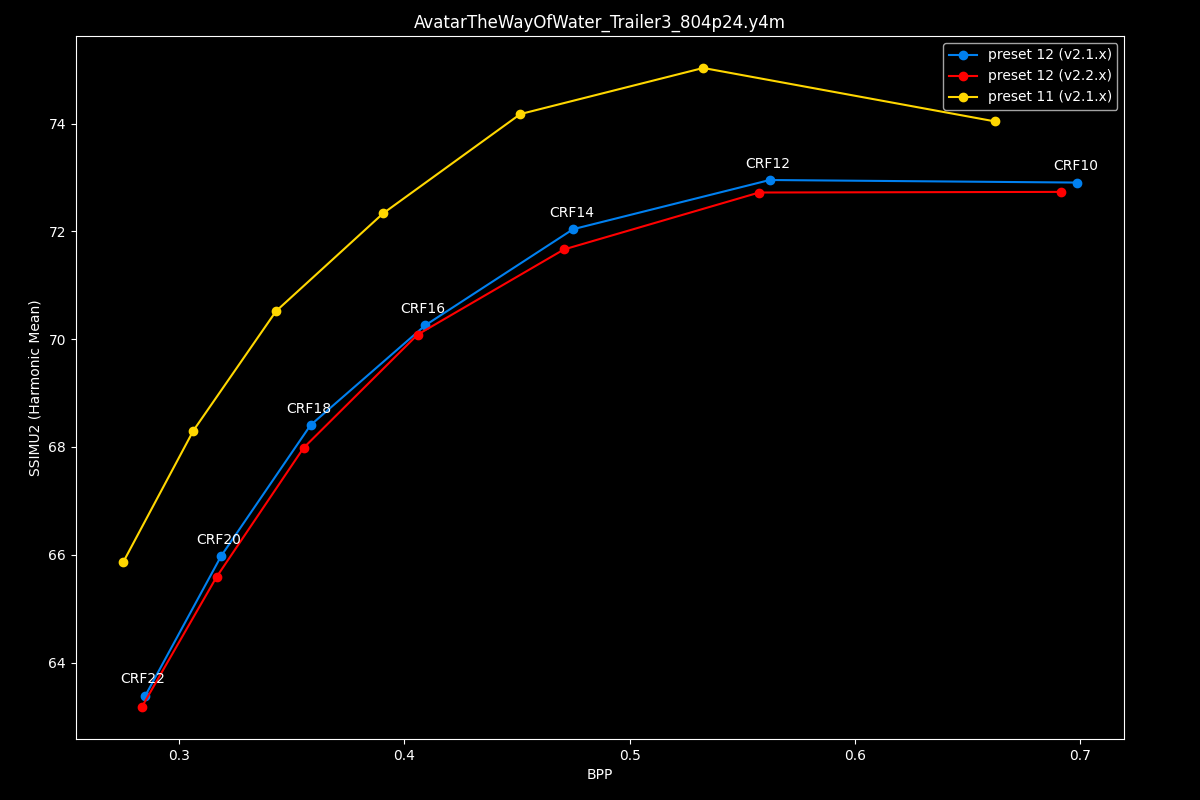 AvatarTheWayOfWater_Trailer3_804p24.y4m
preset 12 (v2.1.x)
preset 12 (v2.2.x)
preset 11 (v2.1.x)
CRF12
CRF10
CRF14
CRF16
CRF18
CRF20
CRF22
74
72
70
68
66
64
SSIMU2 (Harmonic Mean)
0.3
0.4
0.5
0.6
0.7
BPP